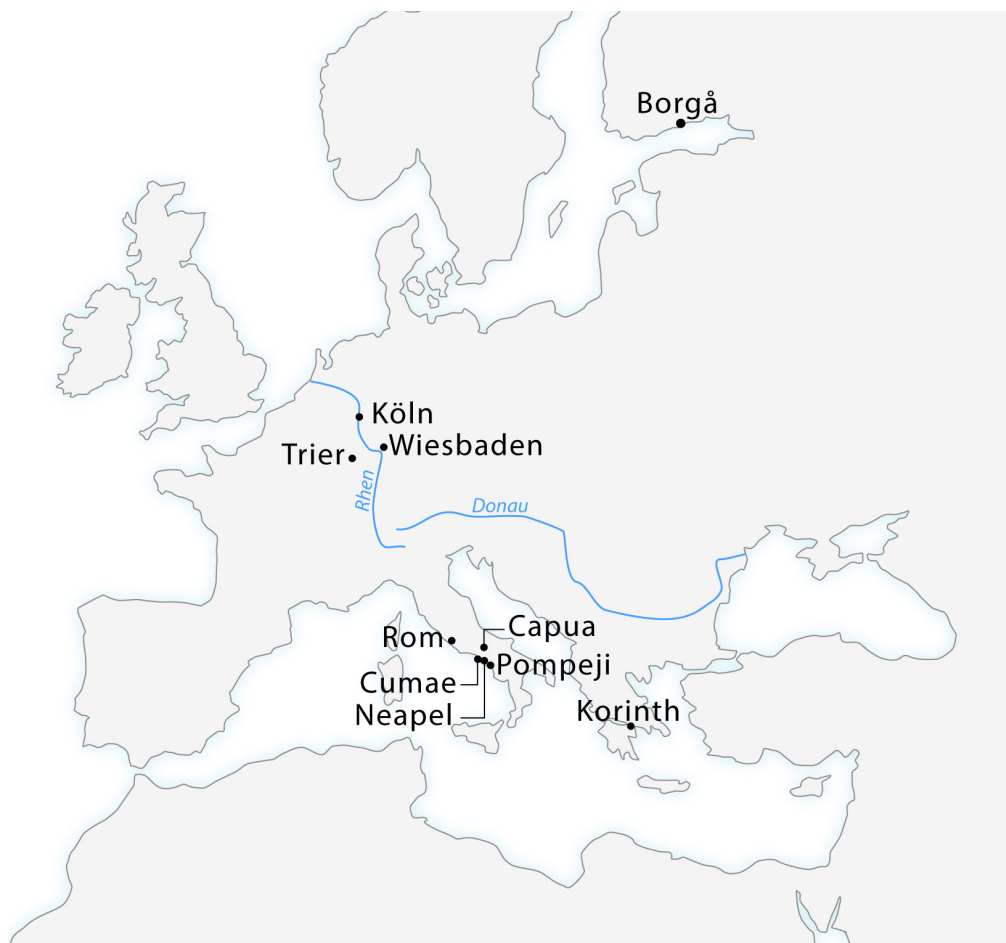 Borgå
Köln
Wiesbaden
Trier
Rhen
Donau
Capua
Rom
Pompeji
Cumae
Neapel
Korinth